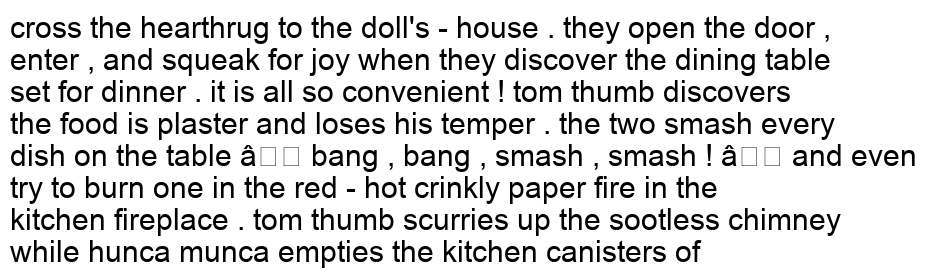 cross the hearthrug to the doll's - house . they open the door ,
enter , and squeak for joy when they discover the dining table
set for dinner . it is all so convenient ! tom thumb discovers
the food is plaster and loses his temper . the two smash every
dish on the table â□□ bang , bang , smash , smash ! â□□ and even
try to burn one in the red - hot crinkly paper fire in the
kitchen fireplace . tom thumb scurries up the sootless chimney
while hunca munca empties the kitchen canisters of